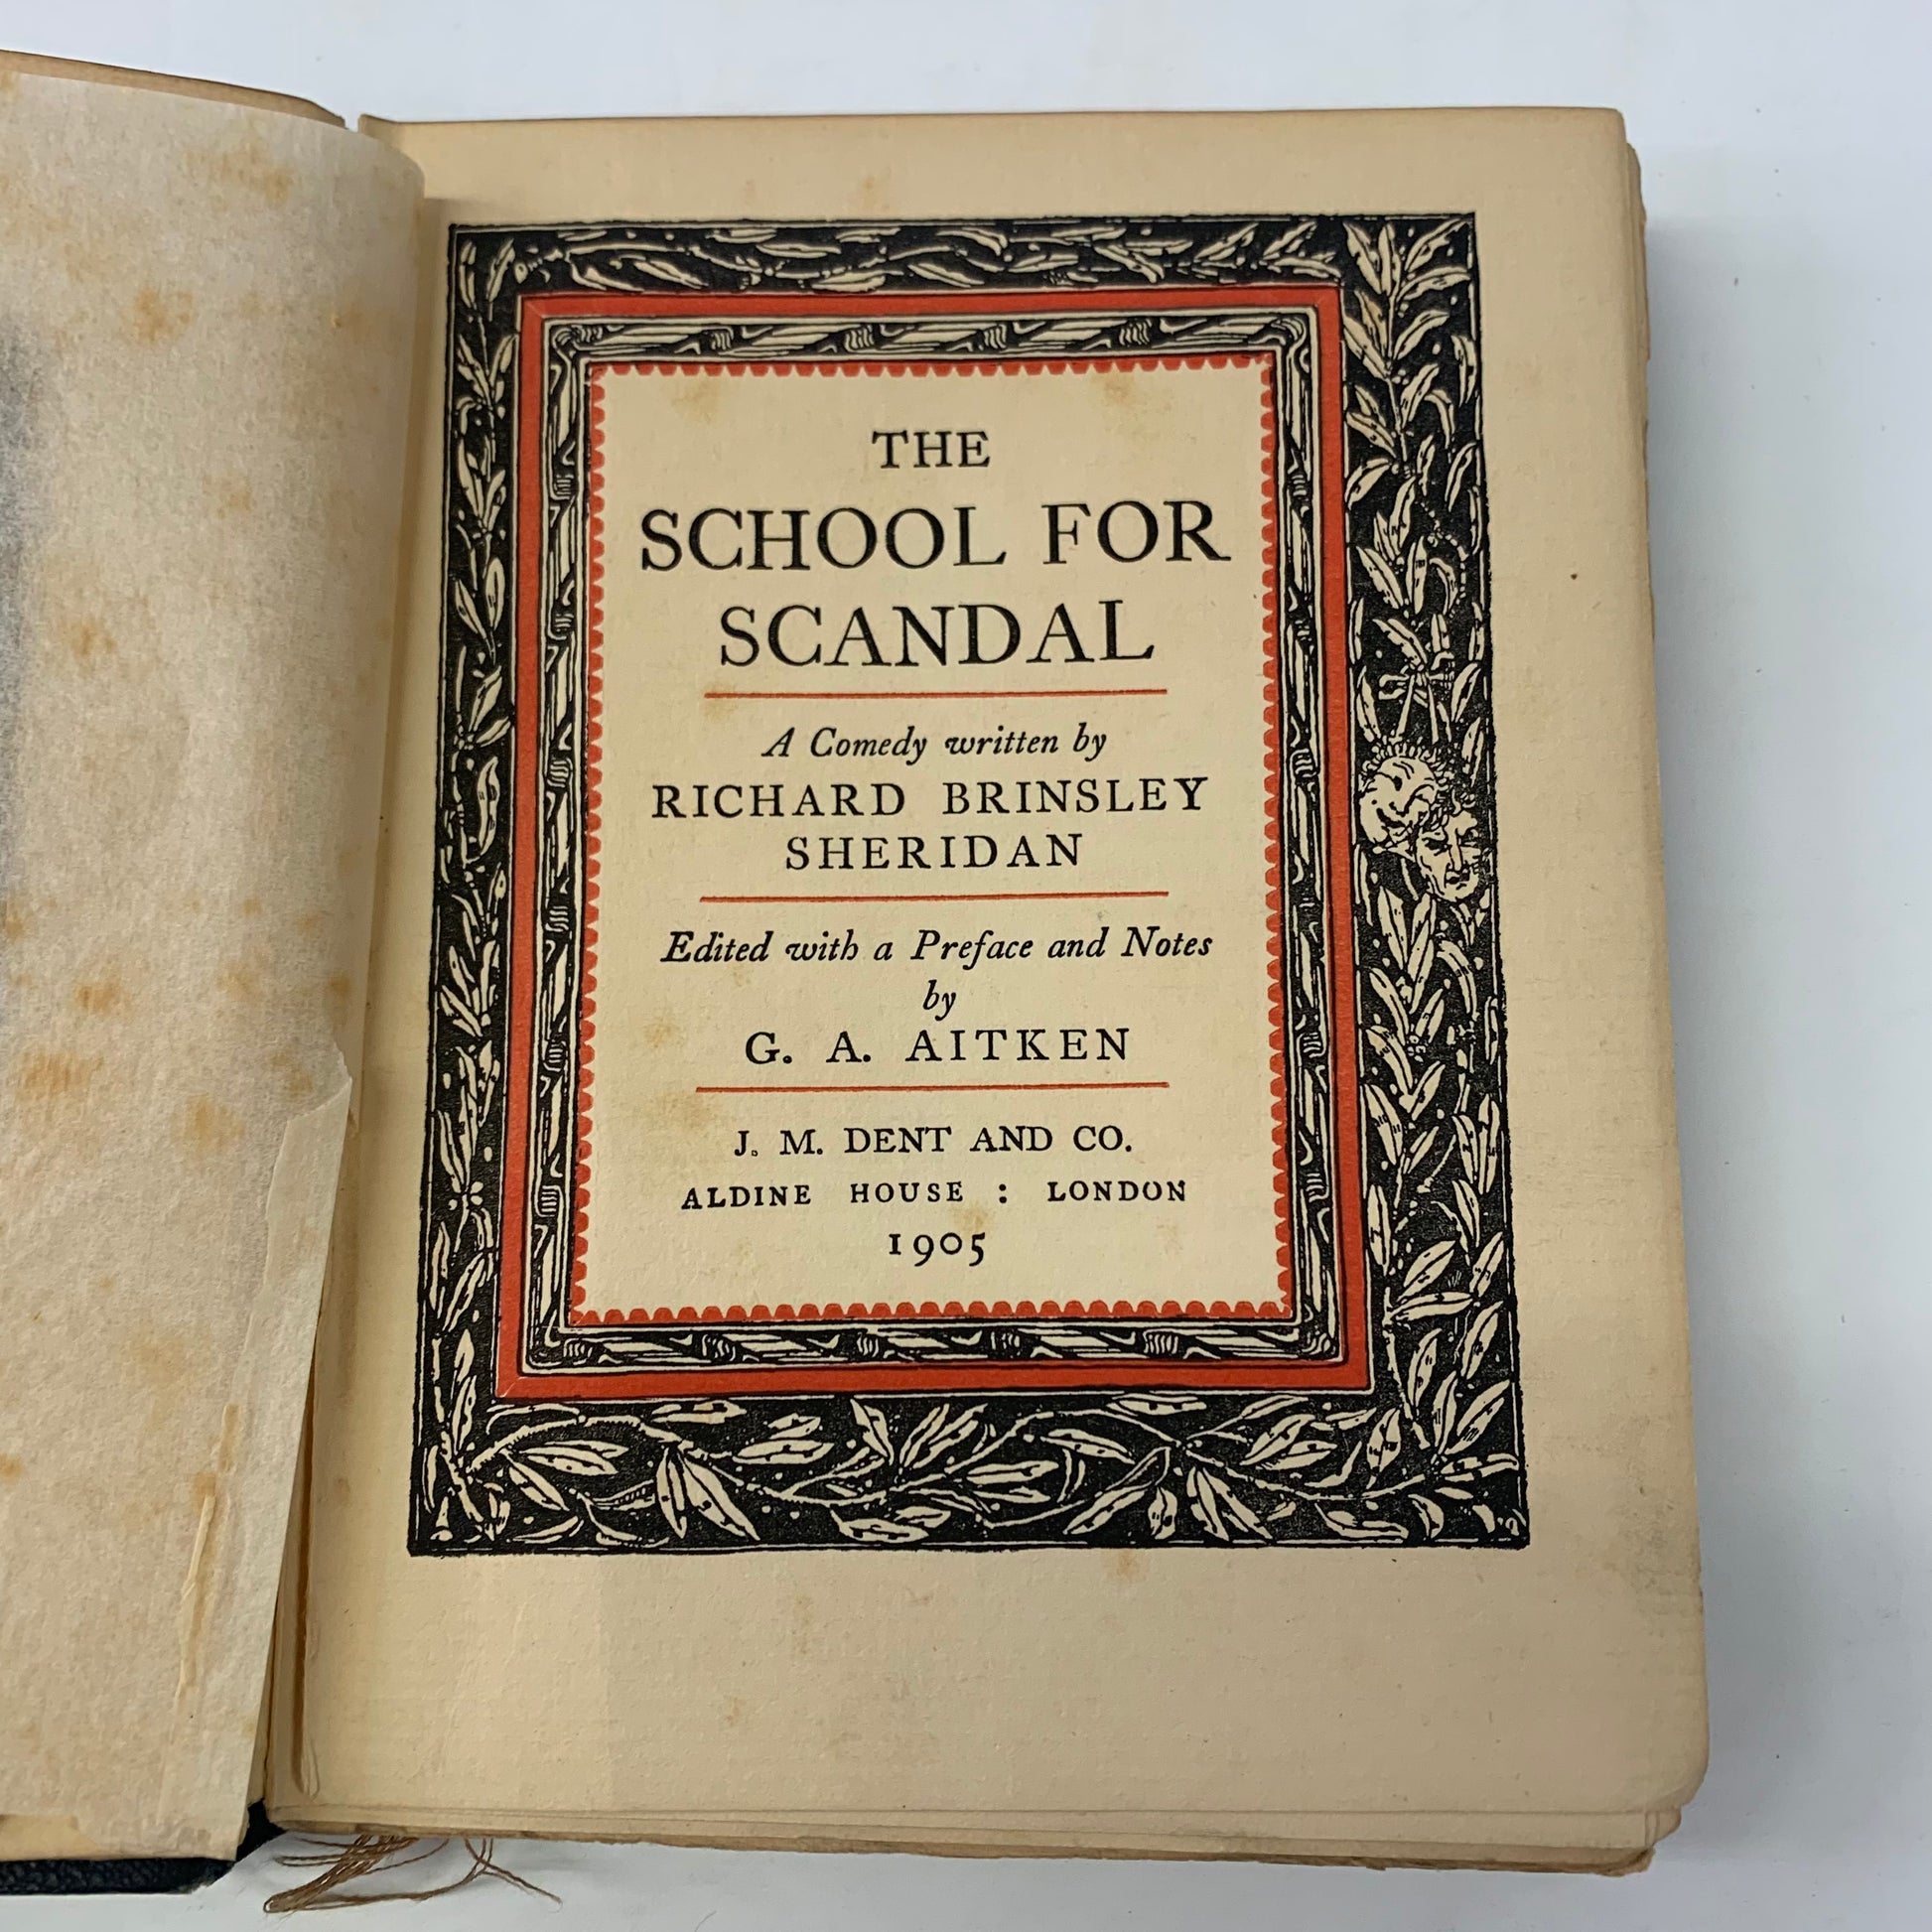 THE
SCHOOL FOR
SCANDAL
A Comedy written by
RICHARD BRINSLEY
SHERIDAN
Edited with a Preface and Notes
by
G. A. AITKEN
J. M. DENT AND CO.
ALDINE HOUSE : LONDON
1905